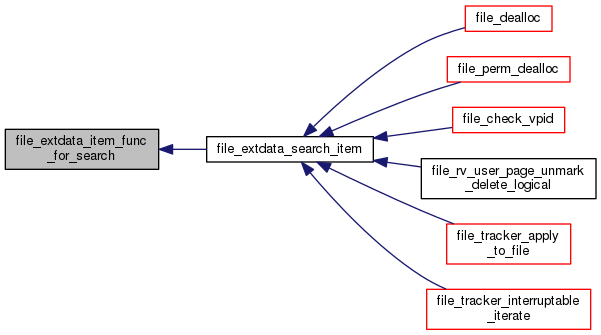 file_extdata_item_func
_for_search
file_extdata_search_item
file_dealloc
file_perm_dealloc
file_check_vpid
file_rv_user_page_unmark
_delete_logical
file_tracker_apply
_to_file
file_tracker_interruptable
_iterate